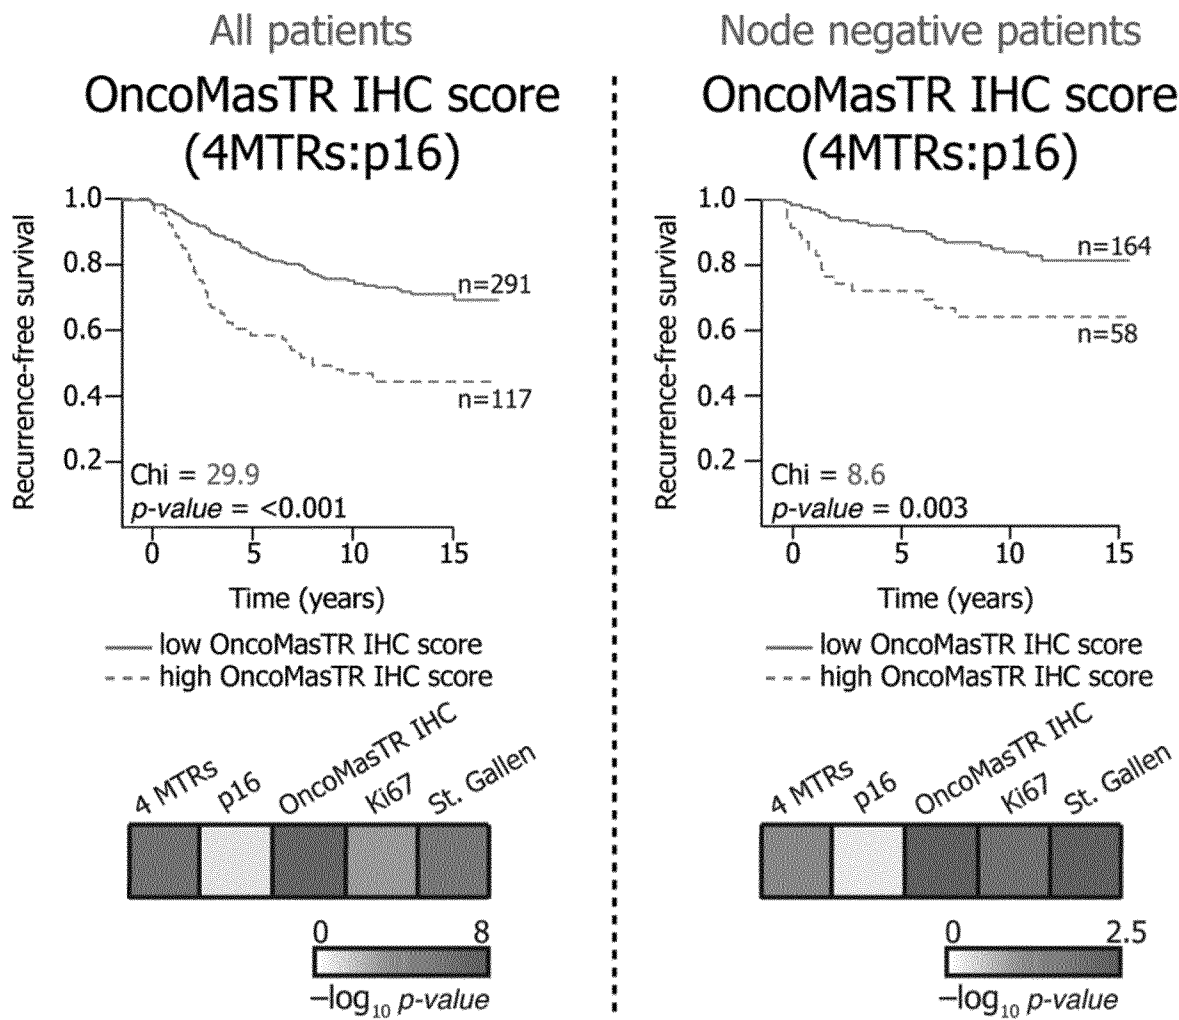 All patients
OncoMasTR IHC score
(4MTRs:p16)
Recurrence-free survival
1.0
0.8
0.6
0.4
0.2
n=291
n=117
Chi = 29.9
p-value = <0.001
0 5 10 15
Time (years)
low OncoMasTR IHC score
high OncoMasTR IHC score
4 MTRs
p16
OncoMasTR IHC
Ki67
St. Gallen
0 8
–log10 p-value
Node negative patients
OncoMasTR IHC score
(4MTRs:p16)
Recurrence-free survival
1.0
0.8
0.6
0.4
0.2
n=164
n=58
Chi = 8.6
p-value = 0.003
0 5 10 15
Time (years)
low OncoMasTR IHC score
high OncoMasTR IHC score
4 MTRs
p16
OncoMasTR IHC
Ki67
St. Gallen
0 2.5
–log10 p-value